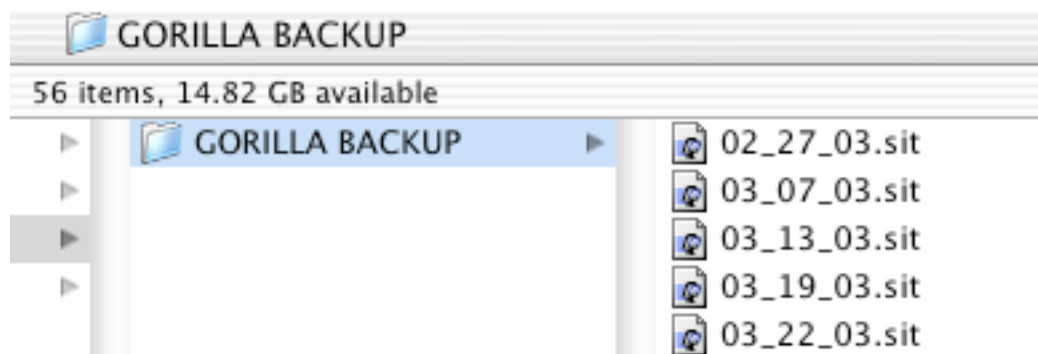 GORILLA BACKUP
56 items, 14.82 GB available
GORILLA BACKUP
02_27_03.sit
03_07_03.sit
03_13_03.sit
03_19_03.sit
03_22_03.sit